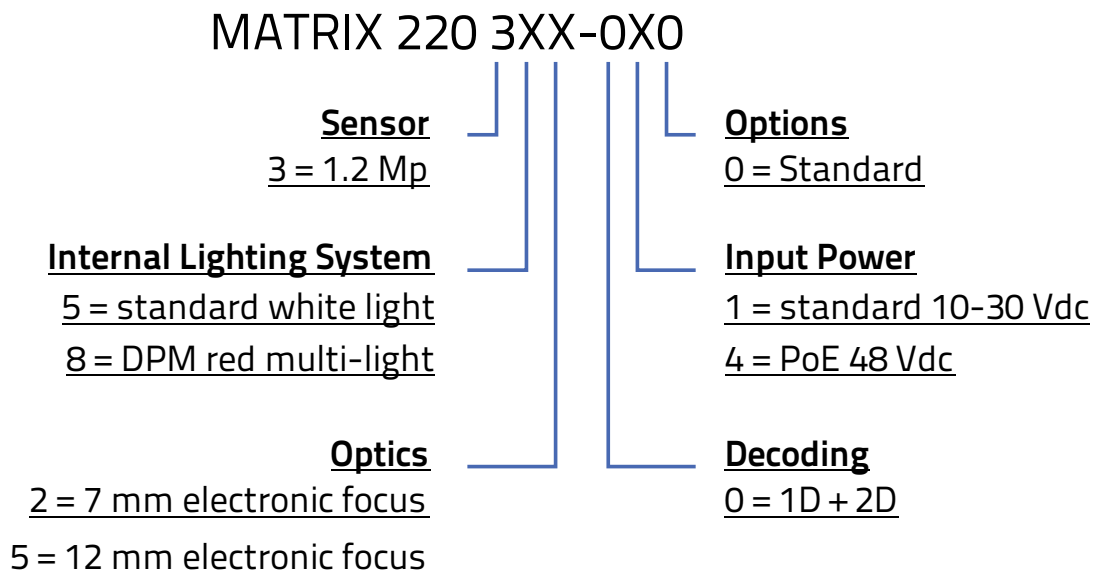 MATRIX 220 3XX-0X0
Sensor
3 = 1.2 Mp
Internal Lighting System
5 = standard white light
8 = DPM red multi-light
Optics
2 = 7 mm electronic focus
5 = 12 mm electronic focus
Options
0 = Standard
Input Power
1 = standard 10-30 Vdc
4 = PoE 48 Vdc
Decoding
0 = 1D + 2D